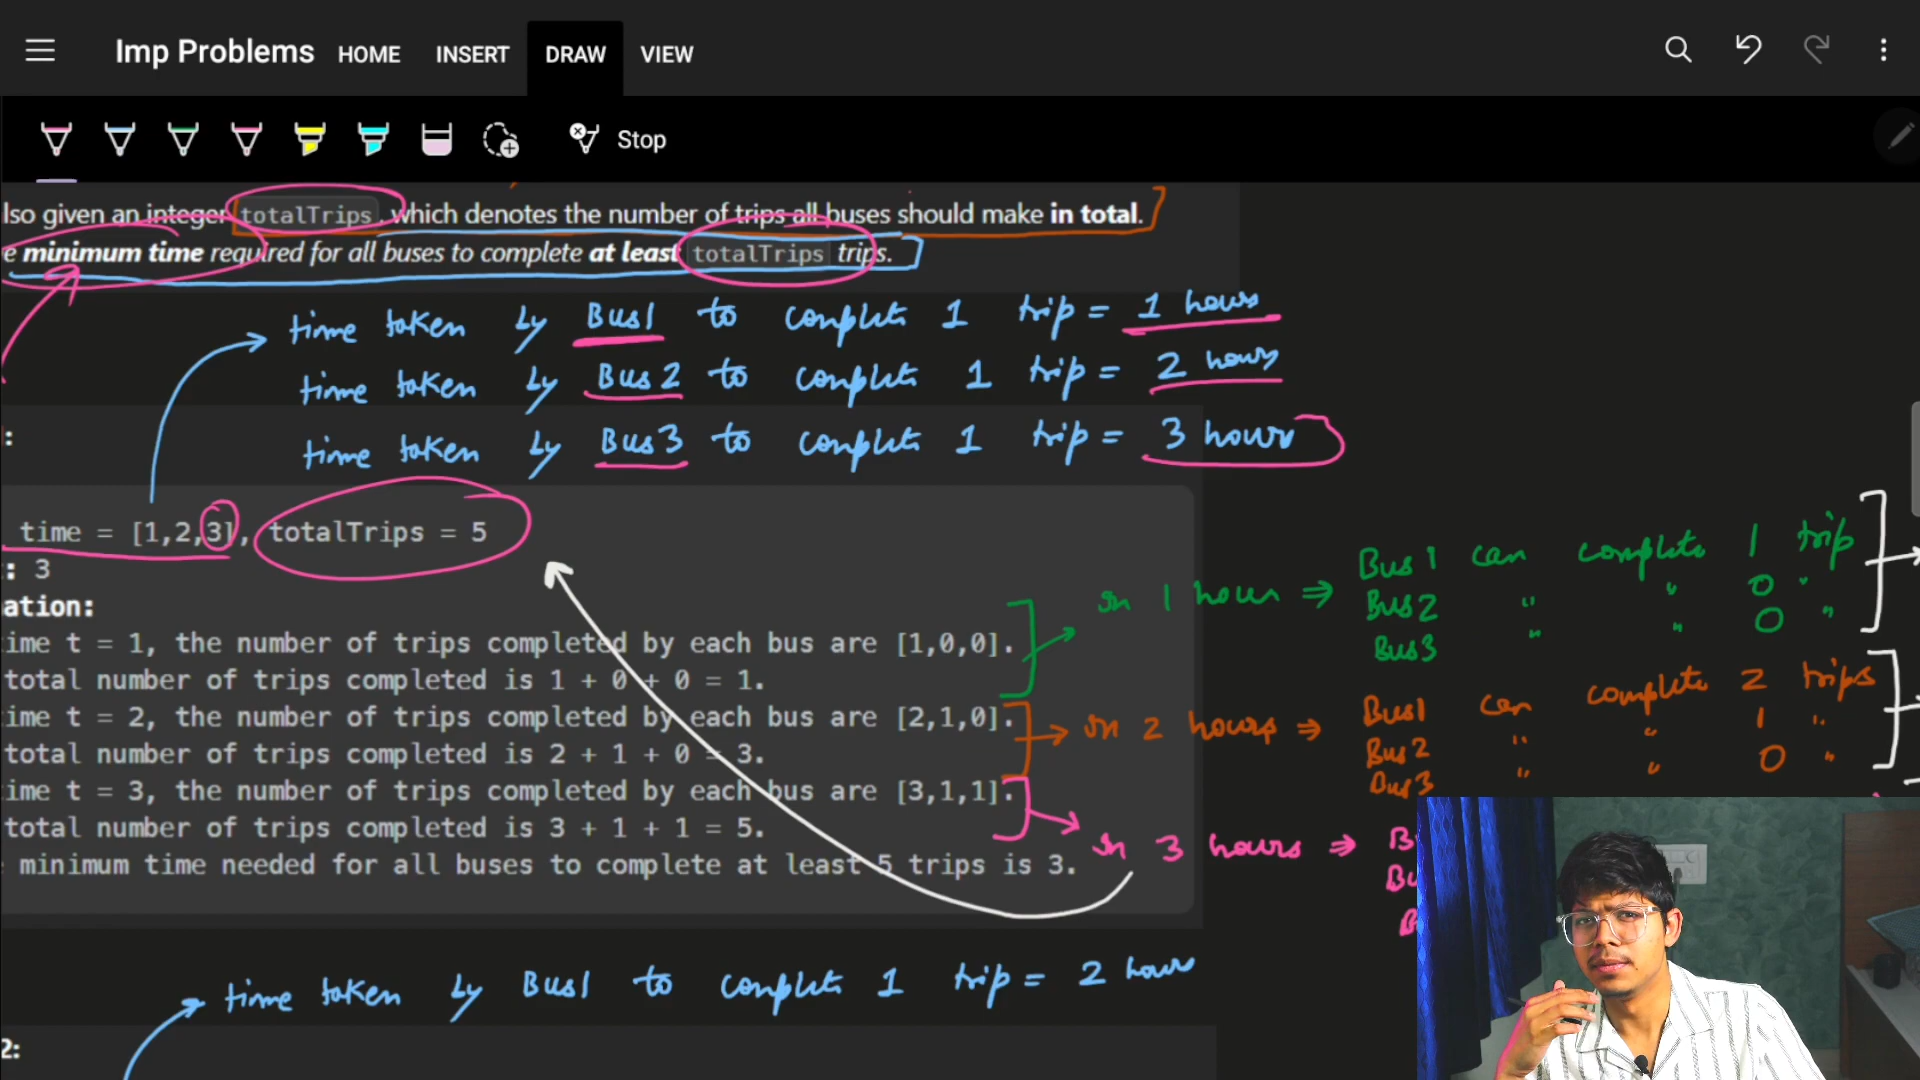 Imp Problems HOME INSERT DRAW VIEW
Stop
lso given an integer totalTrips, which denotes the number of trips all buses should make in total.
e minimum time required for all buses to complete at least totalTrips trips.
time taken by Bus1 to complete 1 trip = 1 hours
time taken by Bus2 to complete 1 trip = 2 hours
time taken by Bus3 to complete 1 trip = 3 hours
:
time = [1,2,3], totalTrips = 5
: 3
ation:
ime t = 1, the number of trips completed by each bus are [1,0,0].
total number of trips completed is 1 + 0 + 0 = 1.
ime t = 2, the number of trips completed by each bus are [2,1,0].
total number of trips completed is 2 + 1 + 0 = 3.
ime t = 3, the number of trips completed by each bus are [3,1,1].
total number of trips completed is 3 + 1 + 1 = 5.
minimum time needed for all buses to complete at least 5 trips is 3.
in 1 hour ⇒ Bus1 can complete 1 trip
Bus2 " " 0 "
Bus3 " " 0 "
in 2 hours ⇒ Bus1 can complete 2 trips
Bus2 " " 1 "
Bus3 " " 0 "
in 3 hours ⇒ B
Bu
B
time taken by Bus1 to complete 1 trip = 2 hours
2: